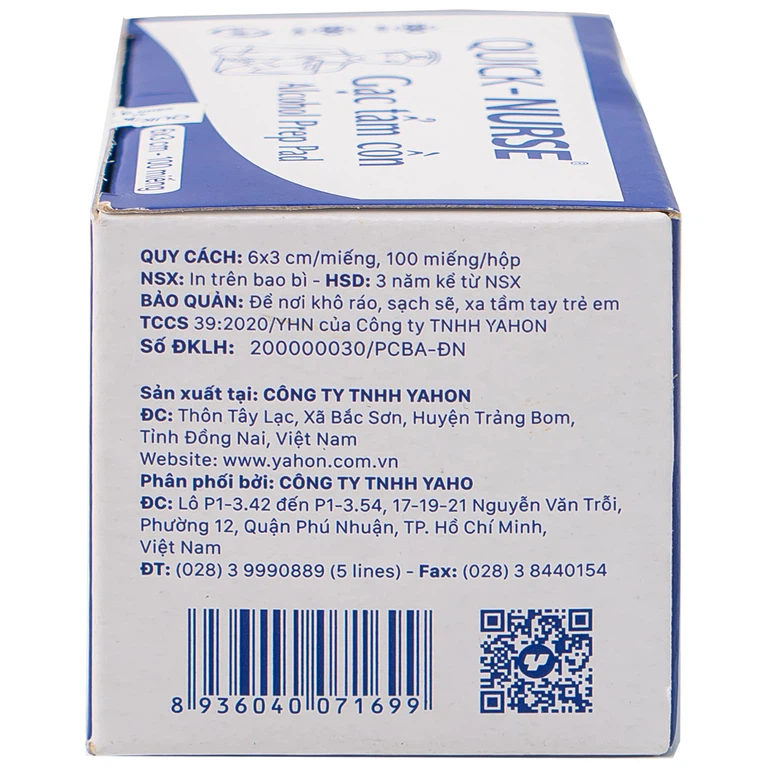 QUICK - NURSE®
Gạc tẩm cồn
Alcohol Prep Pad
6x3 cm - 100 miếng
QUY CÁCH: 6x3 cm/miếng, 100 miếng/hộp
NSX: In trên bao bì - HSD: 3 năm kể từ NSX
BẢO QUẢN: Để nơi khô ráo, sạch sẽ, xa tầm tay trẻ em
TCCS 39:2020/YHN của Công ty TNHH YAHON
Số ĐKLH: 200000030/PCBA-ĐN
Sản xuất tại: CÔNG TY TNHH YAHON
ĐC: Thôn Tây Lạc, Xã Bắc Sơn, Huyện Trảng Bom,
Tỉnh Đồng Nai, Việt Nam
Website: www.yahon.com.vn
Phân phối bởi: CÔNG TY TNHH YAHO
ĐC: Lô P1-3.42 đến P1-3.54, 17-19-21 Nguyễn Văn Trỗi,
Phường 12, Quận Phú Nhuận, TP. Hồ Chí Minh,
Việt Nam
ĐT: (028) 3 9990889 (5 lines) - Fax: (028) 3 8440154
8 936040 071699